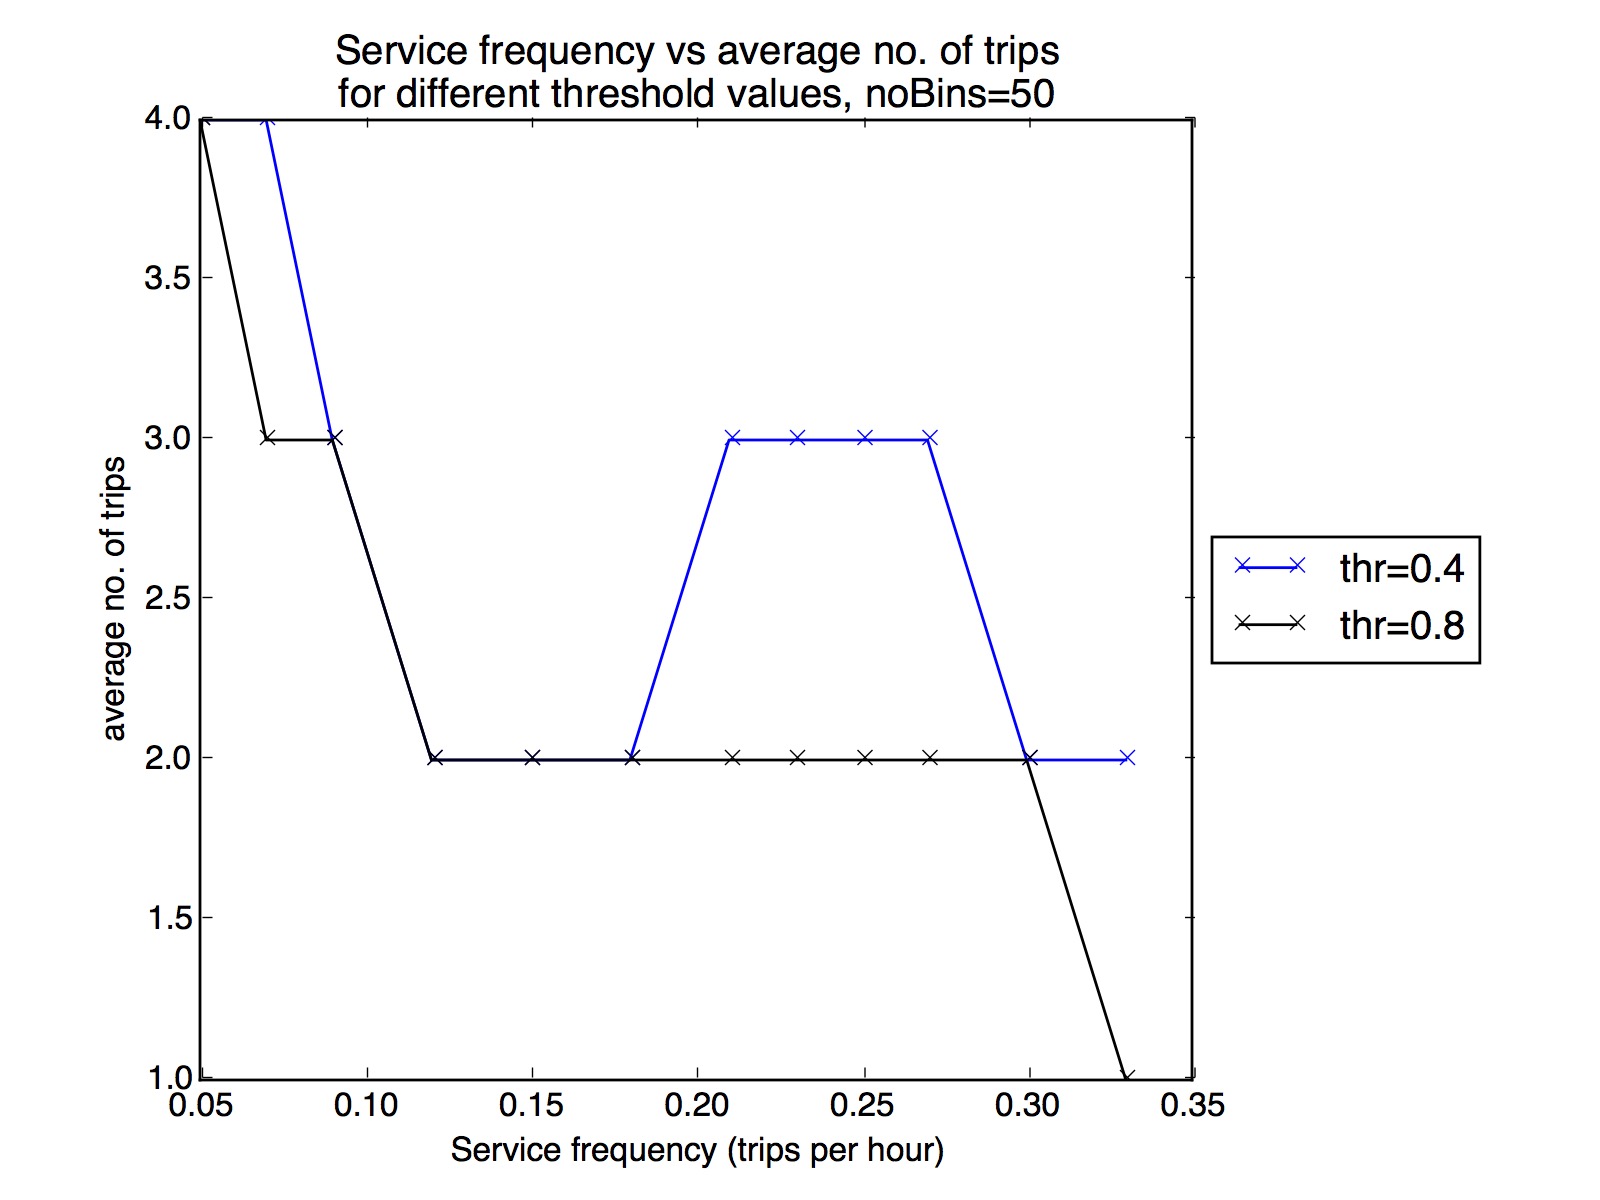 Service frequency vs average no. of trips
for different threshold values, noBins=50
4.0
3.5
3.0
2.5
2.0
1.5
1.0
average no. of trips
0.05 0.10 0.15 0.20 0.25 0.30 0.35
Service frequency (trips per hour)
thr=0.4
thr=0.8